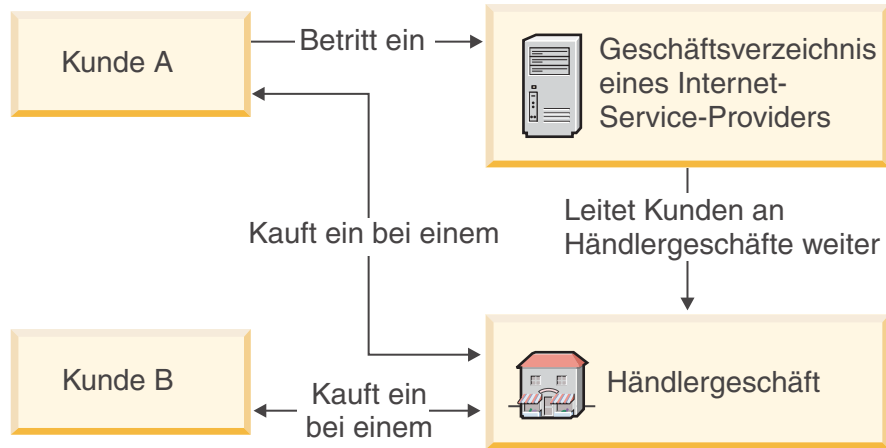 Kunde A
Betritt ein
Geschäftsverzeichnis
eines Internet-
Service-Providers
Kauft ein bei einem
Leitet Kunden an
Händlergeschäfte weiter
Kunde B
Kauft ein
bei einem
Händlergeschäft